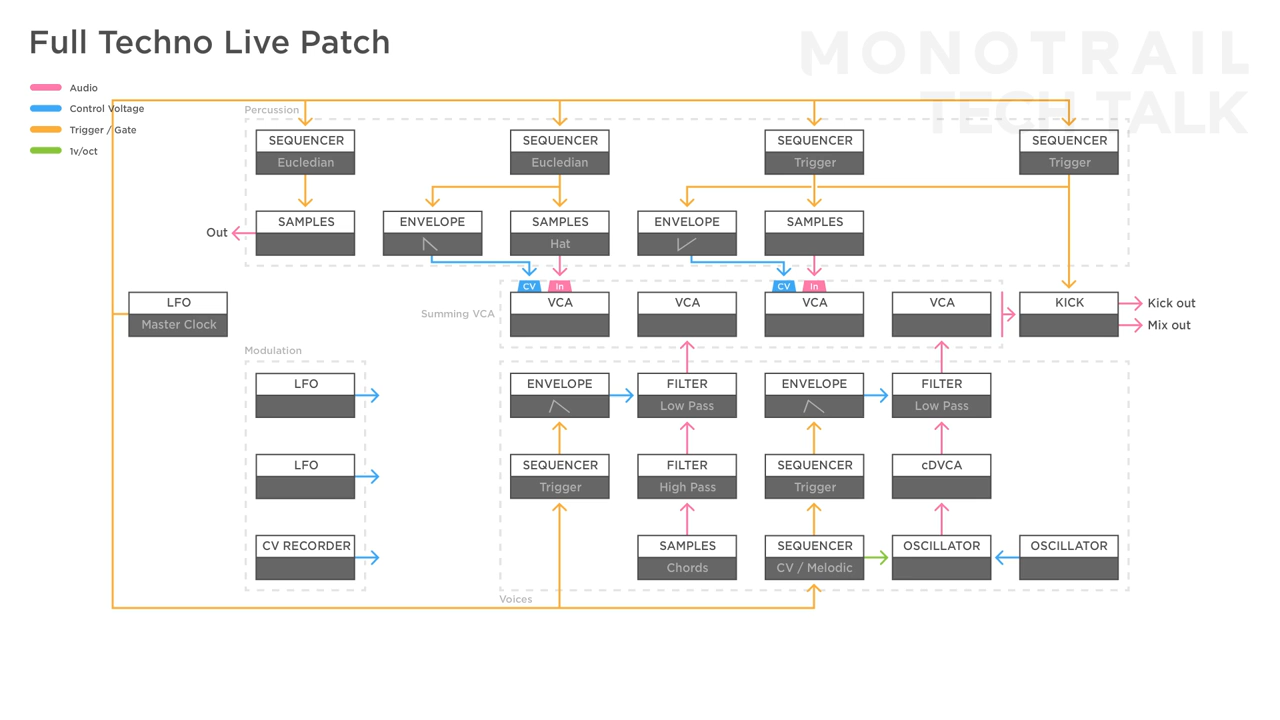 Full Techno Live Patch
MONOTRAIL
TECH TALK
Audio
Control Voltage
Trigger / Gate
1v/oct
Percussion
SEQUENCER
Eucledian
SEQUENCER
Eucledian
SEQUENCER
Trigger
SEQUENCER
Trigger
Out
SAMPLES
ENVELOPE
SAMPLES
Hat
ENVELOPE
SAMPLES
CV
In
CV
In
LFO
Master Clock
Summing VCA
VCA
VCA
VCA
VCA
KICK
Kick out
Mix out
Modulation
LFO
ENVELOPE
FILTER
Low Pass
ENVELOPE
FILTER
Low Pass
LFO
SEQUENCER
Trigger
FILTER
High Pass
SEQUENCER
Trigger
cDVCA
CV RECORDER
SAMPLES
Chords
SEQUENCER
CV / Melodic
OSCILLATOR
OSCILLATOR
Voices